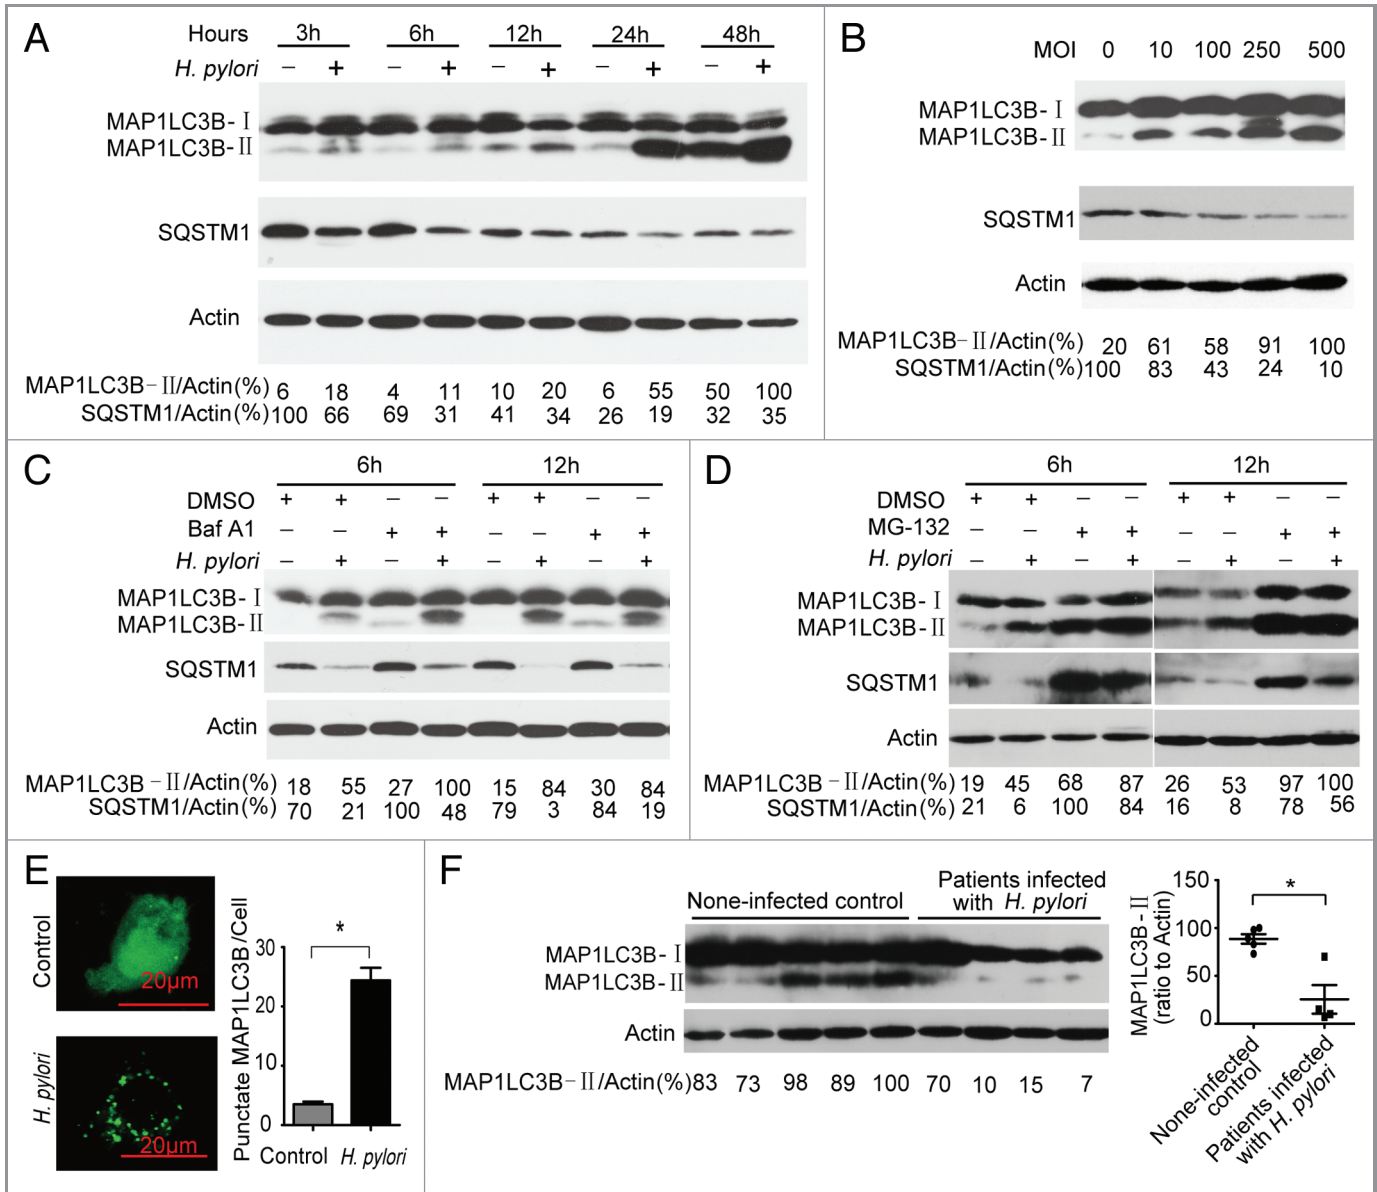 A
Hours 3h 6h 12h 24h 48h
H. pylori − + − + − + − + − +
MAP1LC3B-Ⅰ
MAP1LC3B-Ⅱ
SQSTM1
Actin
MAP1LC3B-Ⅱ/Actin(%) 6 18 4 11 10 20 6 55 50 100
SQSTM1/Actin(%) 100 66 69 31 41 34 26 19 32 35
B
MOI 0 10 100 250 500
MAP1LC3B-Ⅰ
MAP1LC3B-Ⅱ
SQSTM1
Actin
MAP1LC3B-Ⅱ/Actin(%) 20 61 58 91 100
SQSTM1/Actin(%) 100 83 43 24 10
C
6h 12h
DMSO + + − − + + − −
Baf A1 − − + + − − + +
H. pylori − + − + − + − +
MAP1LC3B-Ⅰ
MAP1LC3B-Ⅱ
SQSTM1
Actin
MAP1LC3B-Ⅱ/Actin(%) 18 55 27 100 15 84 30 84
SQSTM1/Actin(%) 70 21 100 48 79 3 84 19
D
6h 12h
DMSO + + − − + + − −
MG-132 − − + + − − + +
H. pylori − + − + − + − +
MAP1LC3B-Ⅰ
MAP1LC3B-Ⅱ
SQSTM1
Actin
MAP1LC3B-Ⅱ/Actin(%) 19 45 68 87 26 53 97 100
SQSTM1/Actin(%) 21 6 100 84 16 8 78 56
E
Control
20μm
H. pylori
20μm
Punctate MAP1LC3B/Cell
30
20
10
0
*
Control H. pylori
F
None-infected control
Patients infected
with H. pylori
MAP1LC3B-Ⅰ
MAP1LC3B-Ⅱ
Actin
MAP1LC3B-Ⅱ/Actin(%) 83 73 98 89 100 70 10 15 7
MAP1LC3B-Ⅱ
(ratio to Actin)
150
100
50
0
*
None-infected
control
Patients infected
with H. pylori